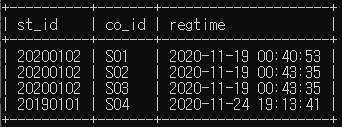 st_id | co_id | regtime
20200102 | S01 | 2020-11-19 00:40:53
20200102 | S02 | 2020-11-19 00:43:35
20200102 | S03 | 2020-11-19 00:43:35
20190101 | S04 | 2020-11-24 19:13:41